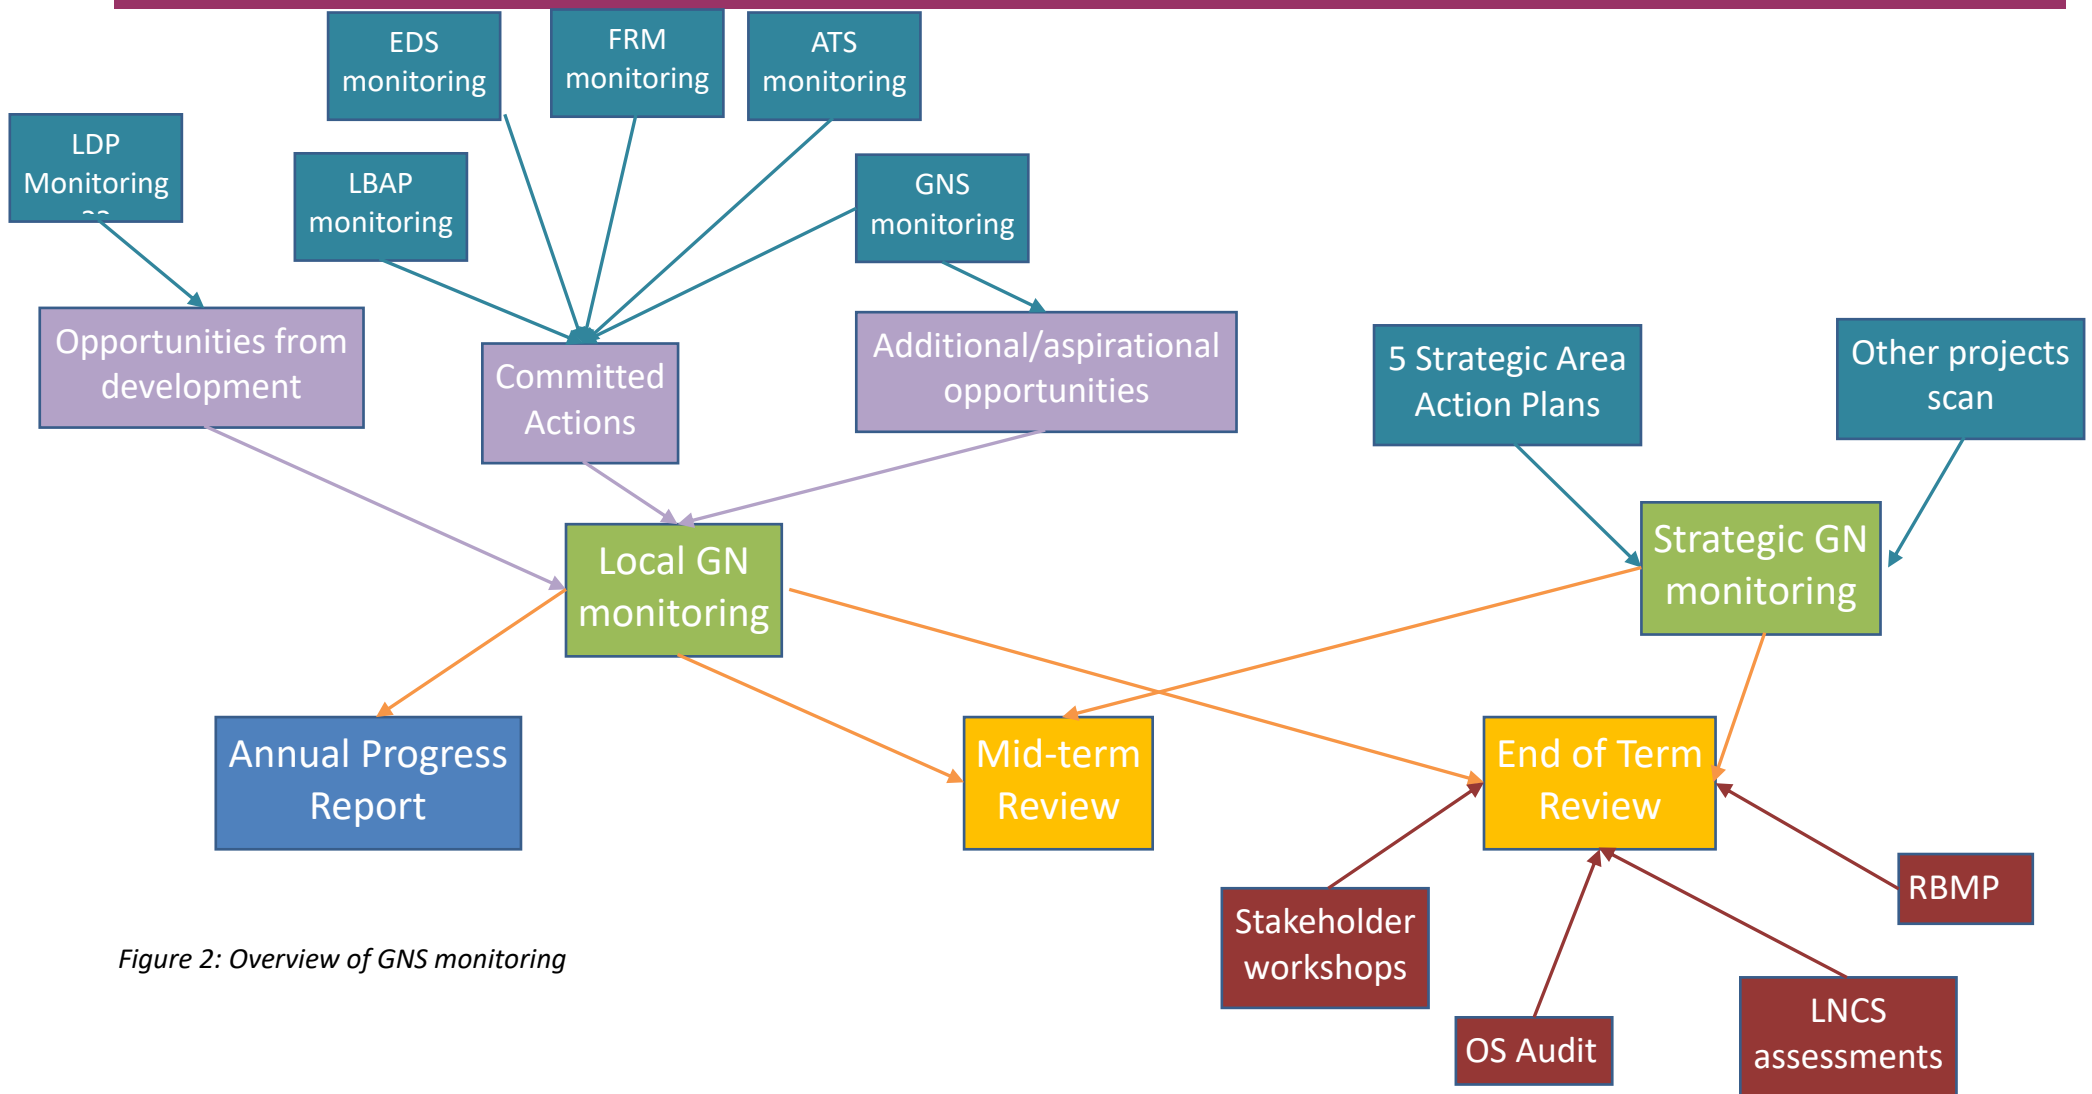 EDS
monitoring
FRM
monitoring
ATS
monitoring
LDP
Monitoring
LBAP
monitoring
GNS
monitoring
Opportunities from
development
Committed
Actions
Additional/aspirational
opportunities
5 Strategic Area
Action Plans
Other projects
scan
Local GN
monitoring
Strategic GN
monitoring
Annual Progress
Report
Mid-term
Review
End of Term
Review
Stakeholder
workshops
OS Audit
LNCS
assessments
RBMP
Figure 2: Overview of GNS monitoring